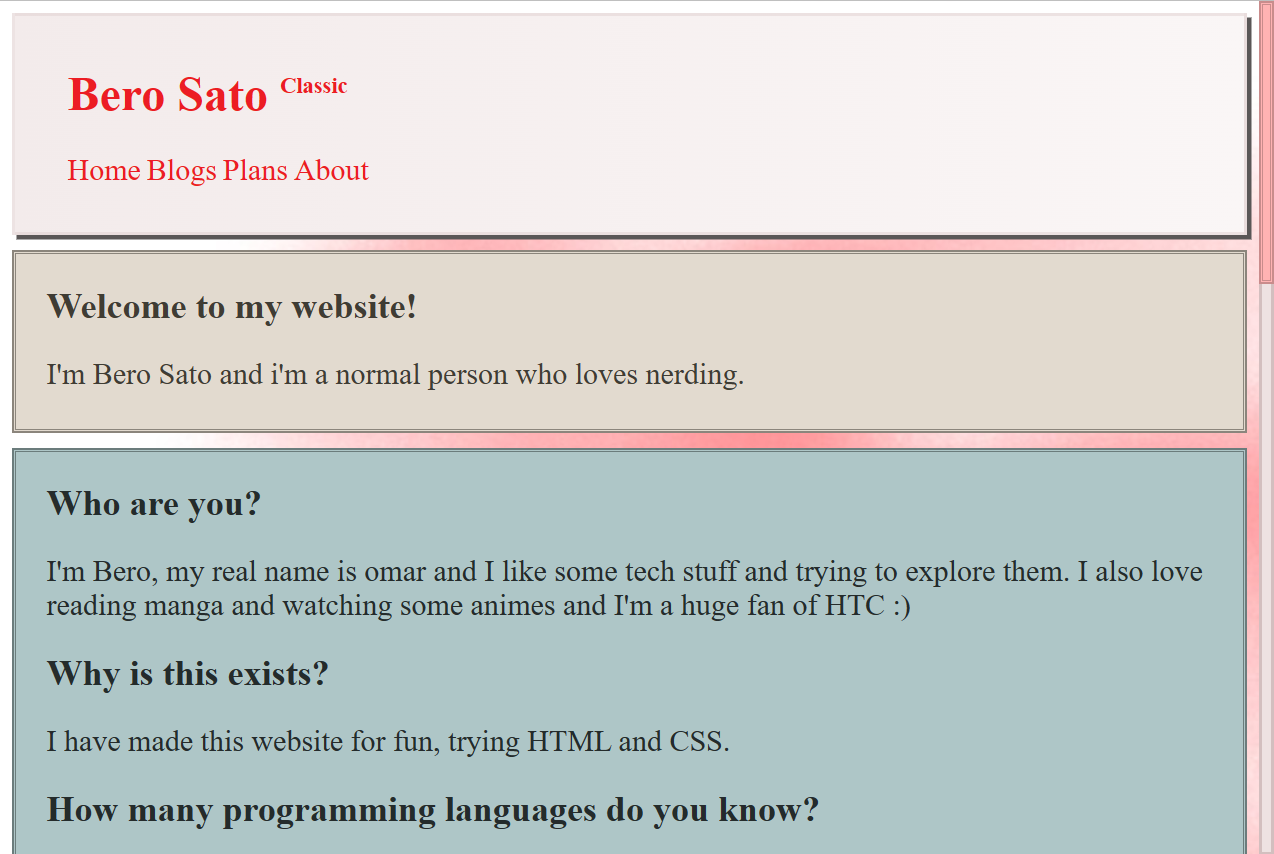 Bero Sato Classic
Home Blogs Plans About
Welcome to my website!
I'm Bero Sato and i'm a normal person who loves nerding.
Who are you?
I'm Bero, my real name is omar and I like some tech stuff and trying to explore them. I also love
reading manga and watching some animes and I'm a huge fan of HTC :)
Why is this exists?
I have made this website for fun, trying HTML and CSS.
How many programming languages do you know?